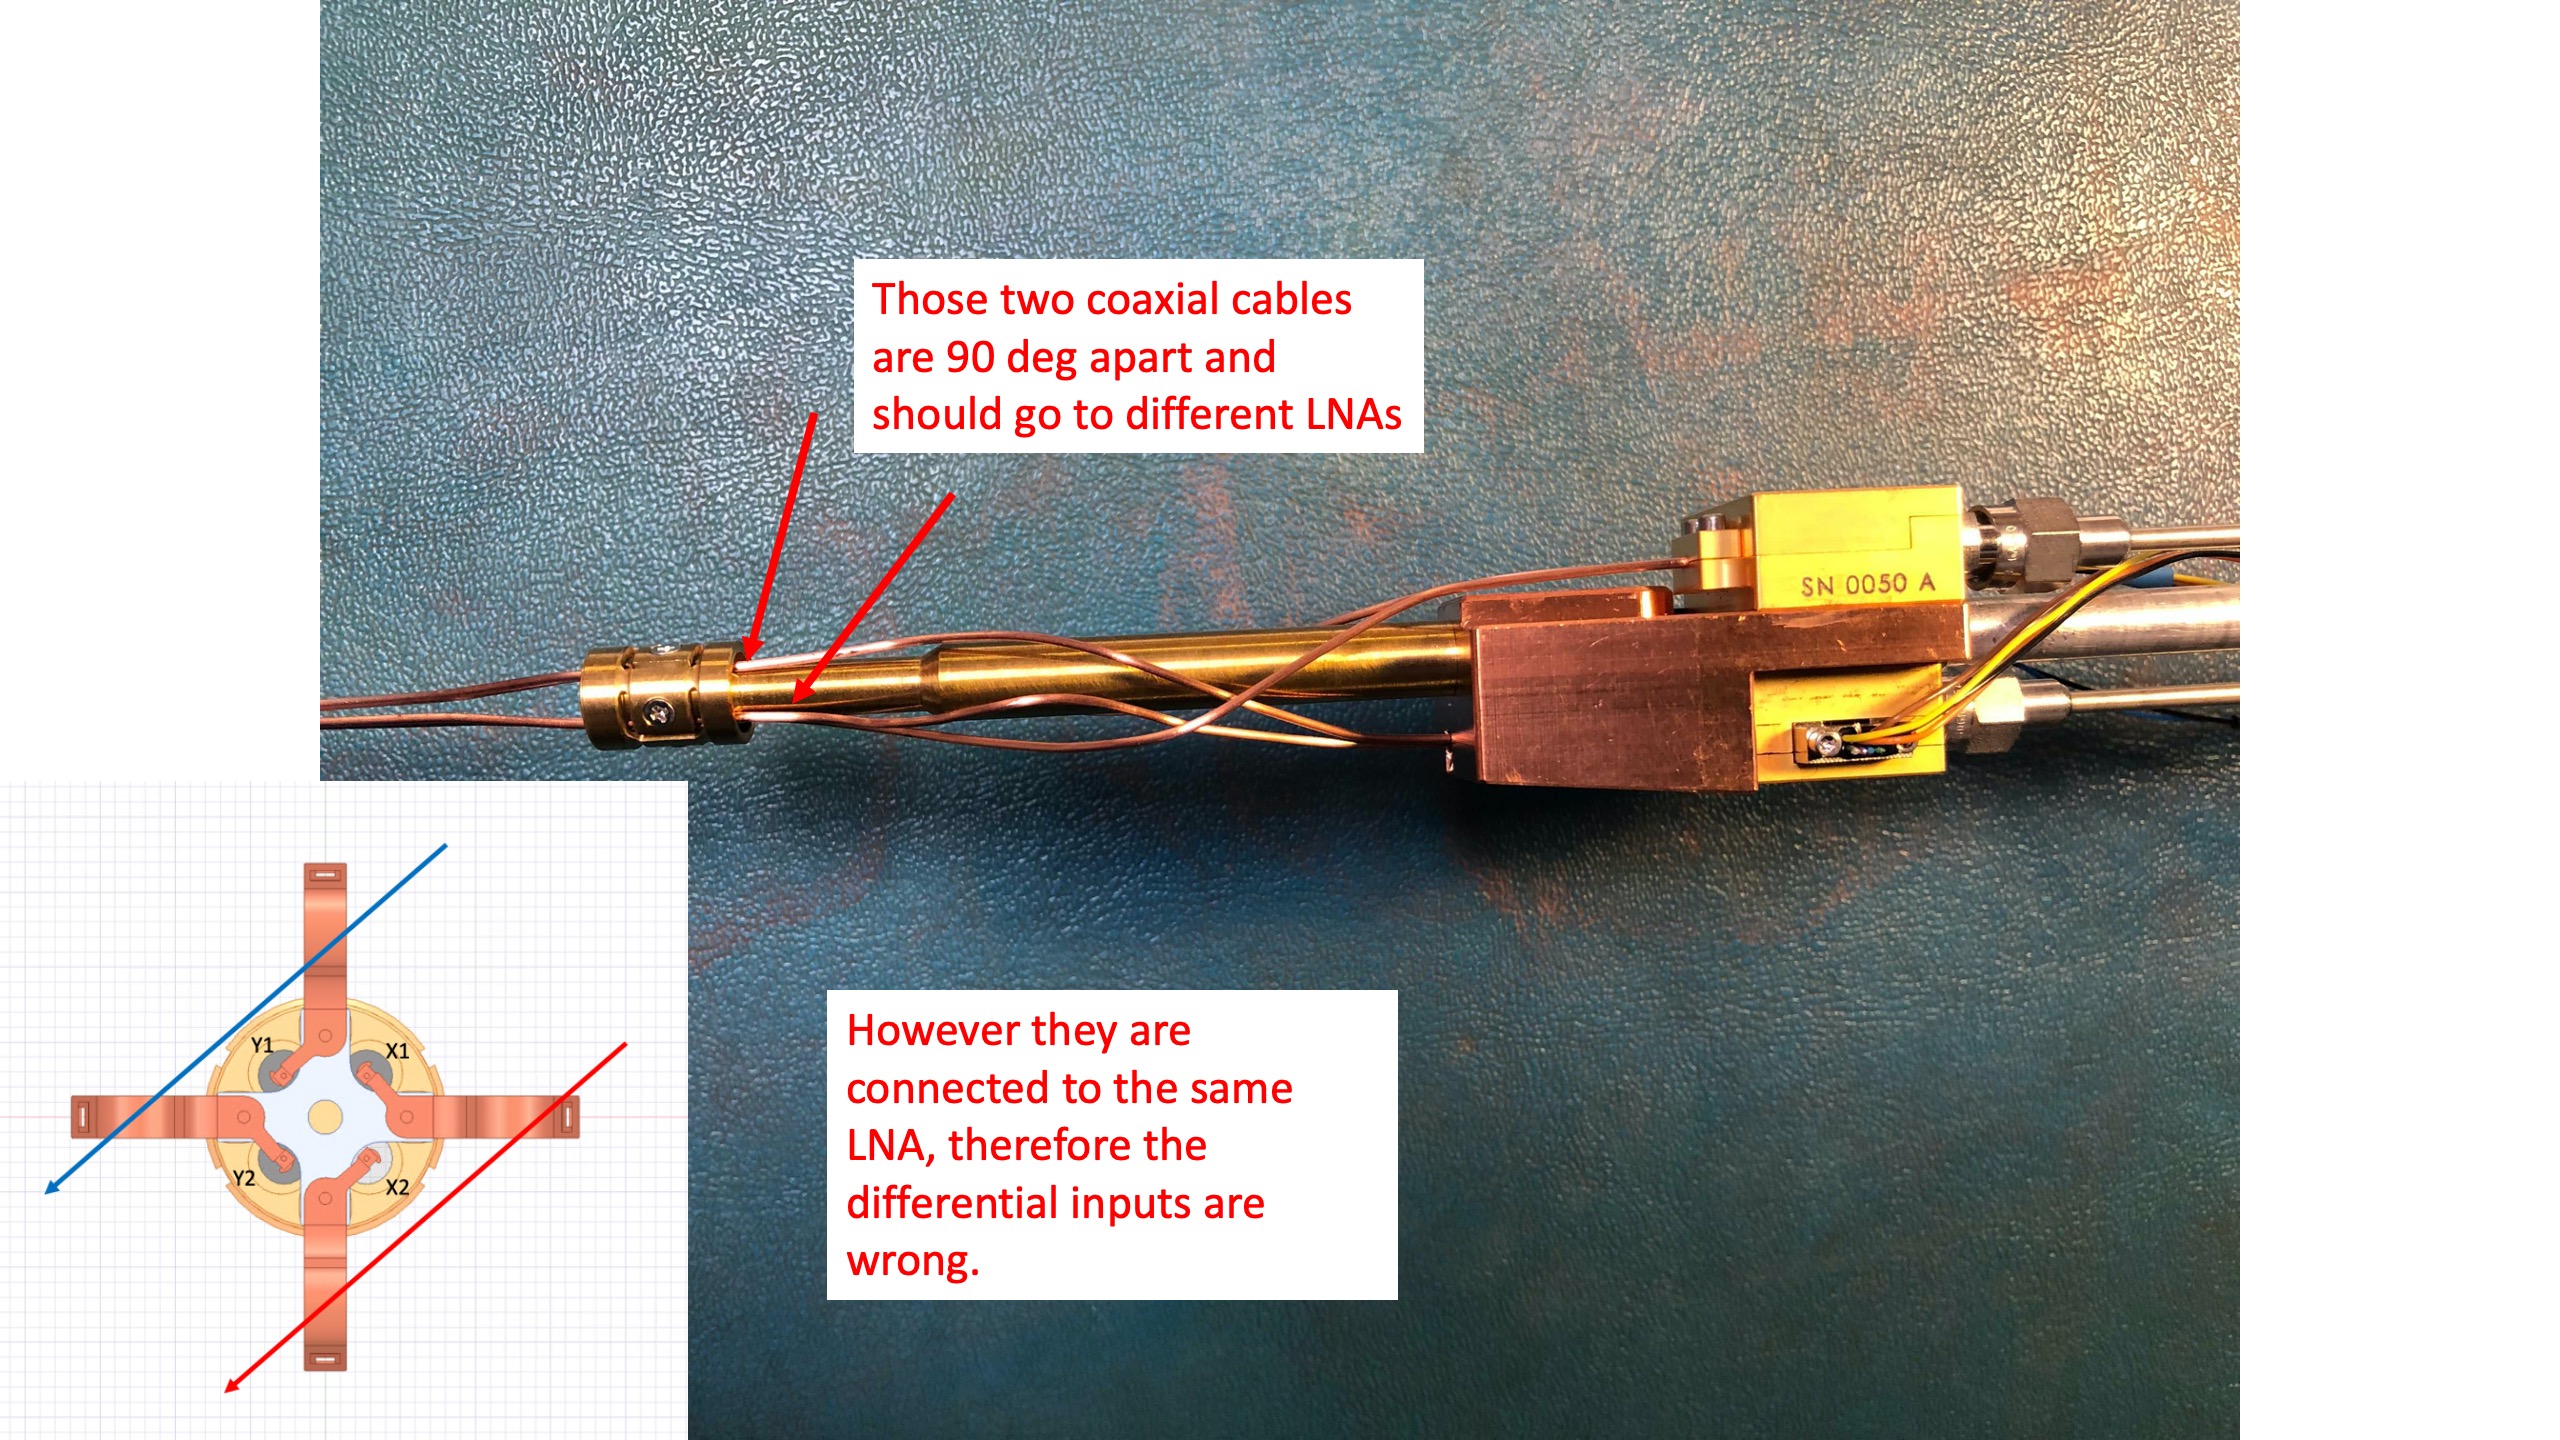 Those two coaxial cables
are 90 deg apart and
should go to different LNAs
SN 0050 A
However they are
connected to the same
LNA, therefore the
differential inputs are
wrong.
Y1
X1
Y2
X2